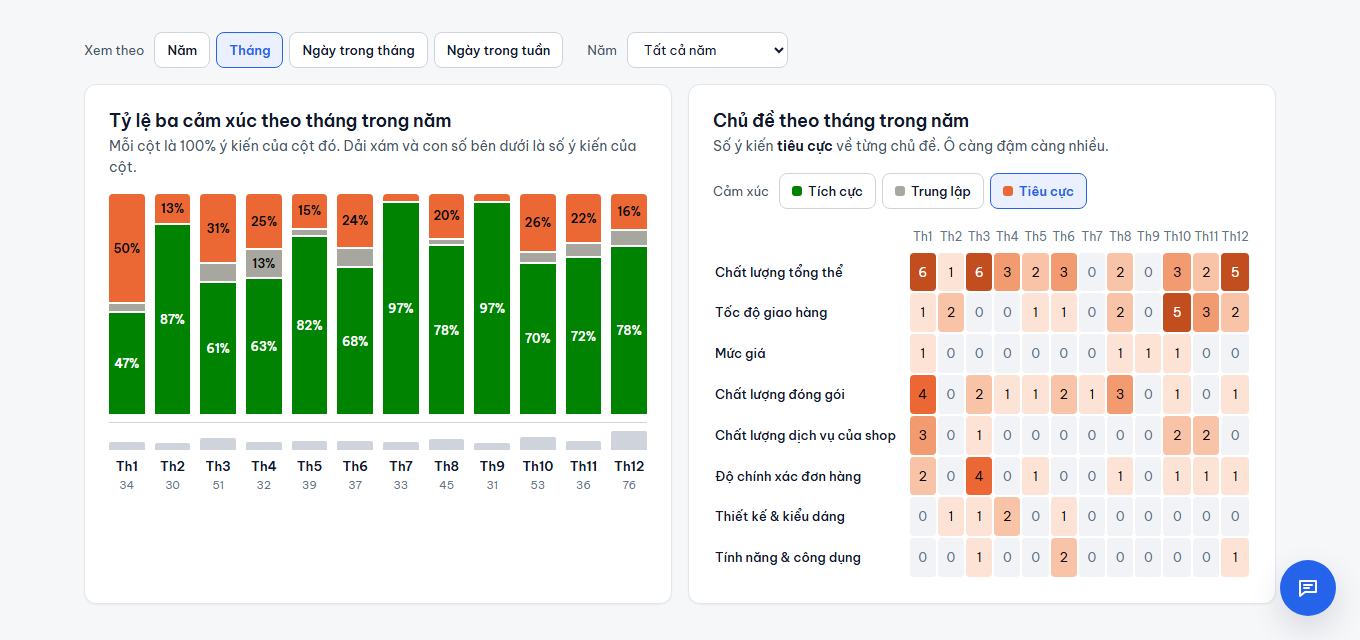 Xem theo Năm Tháng Ngày trong tháng Ngày trong tuần Năm Tất cả năm
Tỷ lệ ba cảm xúc theo tháng trong năm
Mỗi cột là 100% ý kiến của cột đó. Dải xám và con số bên dưới là số ý kiến của
cột.
50% 13% 31% 25% 15% 24% 20% 26% 22% 16%
13%
47% 87% 61% 63% 82% 68% 97% 78% 97% 70% 72% 78%
Th1 Th2 Th3 Th4 Th5 Th6 Th7 Th8 Th9 Th10 Th11 Th12
34 30 51 32 39 37 33 45 31 53 36 76
Chủ đề theo tháng trong năm
Số ý kiến tiêu cực về từng chủ đề. Ô càng đậm càng nhiều.
Cảm xúc Tích cực Trung lập Tiêu cực
Th1 Th2 Th3 Th4 Th5 Th6 Th7 Th8 Th9 Th10 Th11 Th12
Chất lượng tổng thể 6 1 6 3 2 3 0 2 0 3 2 5
Tốc độ giao hàng 1 2 0 0 1 1 0 2 0 5 3 2
Mức giá 1 0 0 0 0 0 0 1 1 1 0 0
Chất lượng đóng gói 4 0 2 1 1 2 1 3 0 1 0 1
Chất lượng dịch vụ của shop 3 0 1 0 0 0 0 0 0 2 2 0
Độ chính xác đơn hàng 2 0 4 0 1 0 0 1 0 1 1 1
Thiết kế & kiểu dáng 0 1 1 2 0 1 0 0 0 0 0 0
Tính năng & công dụng 0 0 1 0 0 2 0 0 0 0 0 1